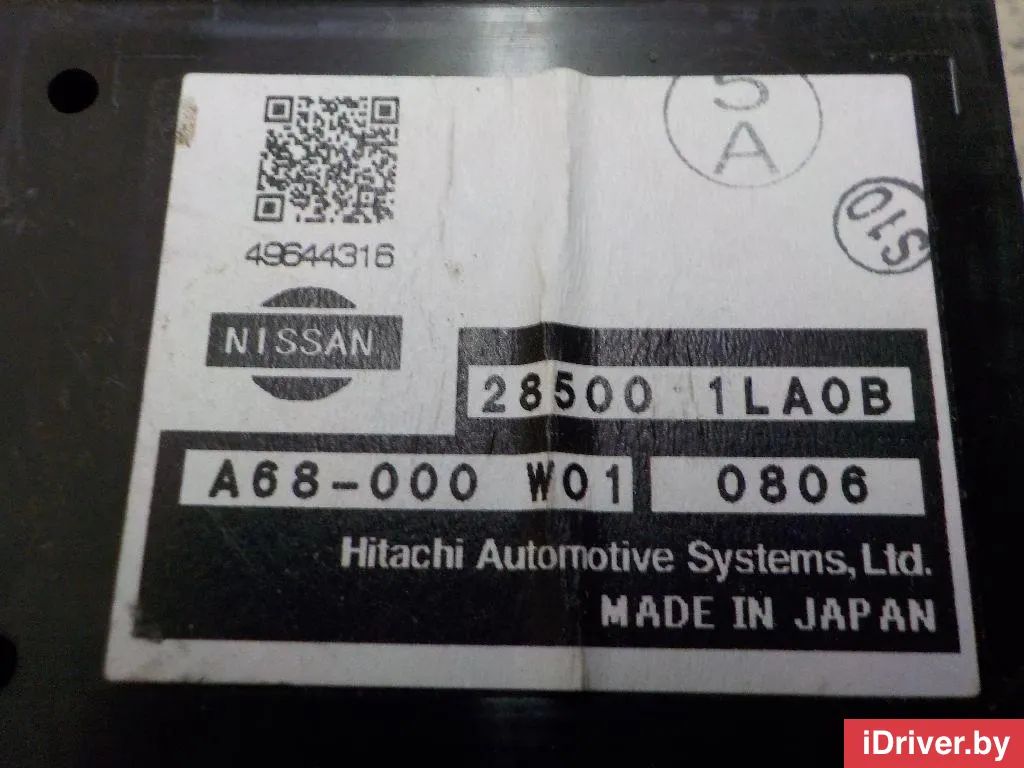 5
A
S10
49644316
NISSAN
28500 1LA0B
A68-000 W01 0806
Hitachi Automotive Systems, Ltd.
MADE IN JAPAN
iDriver.by